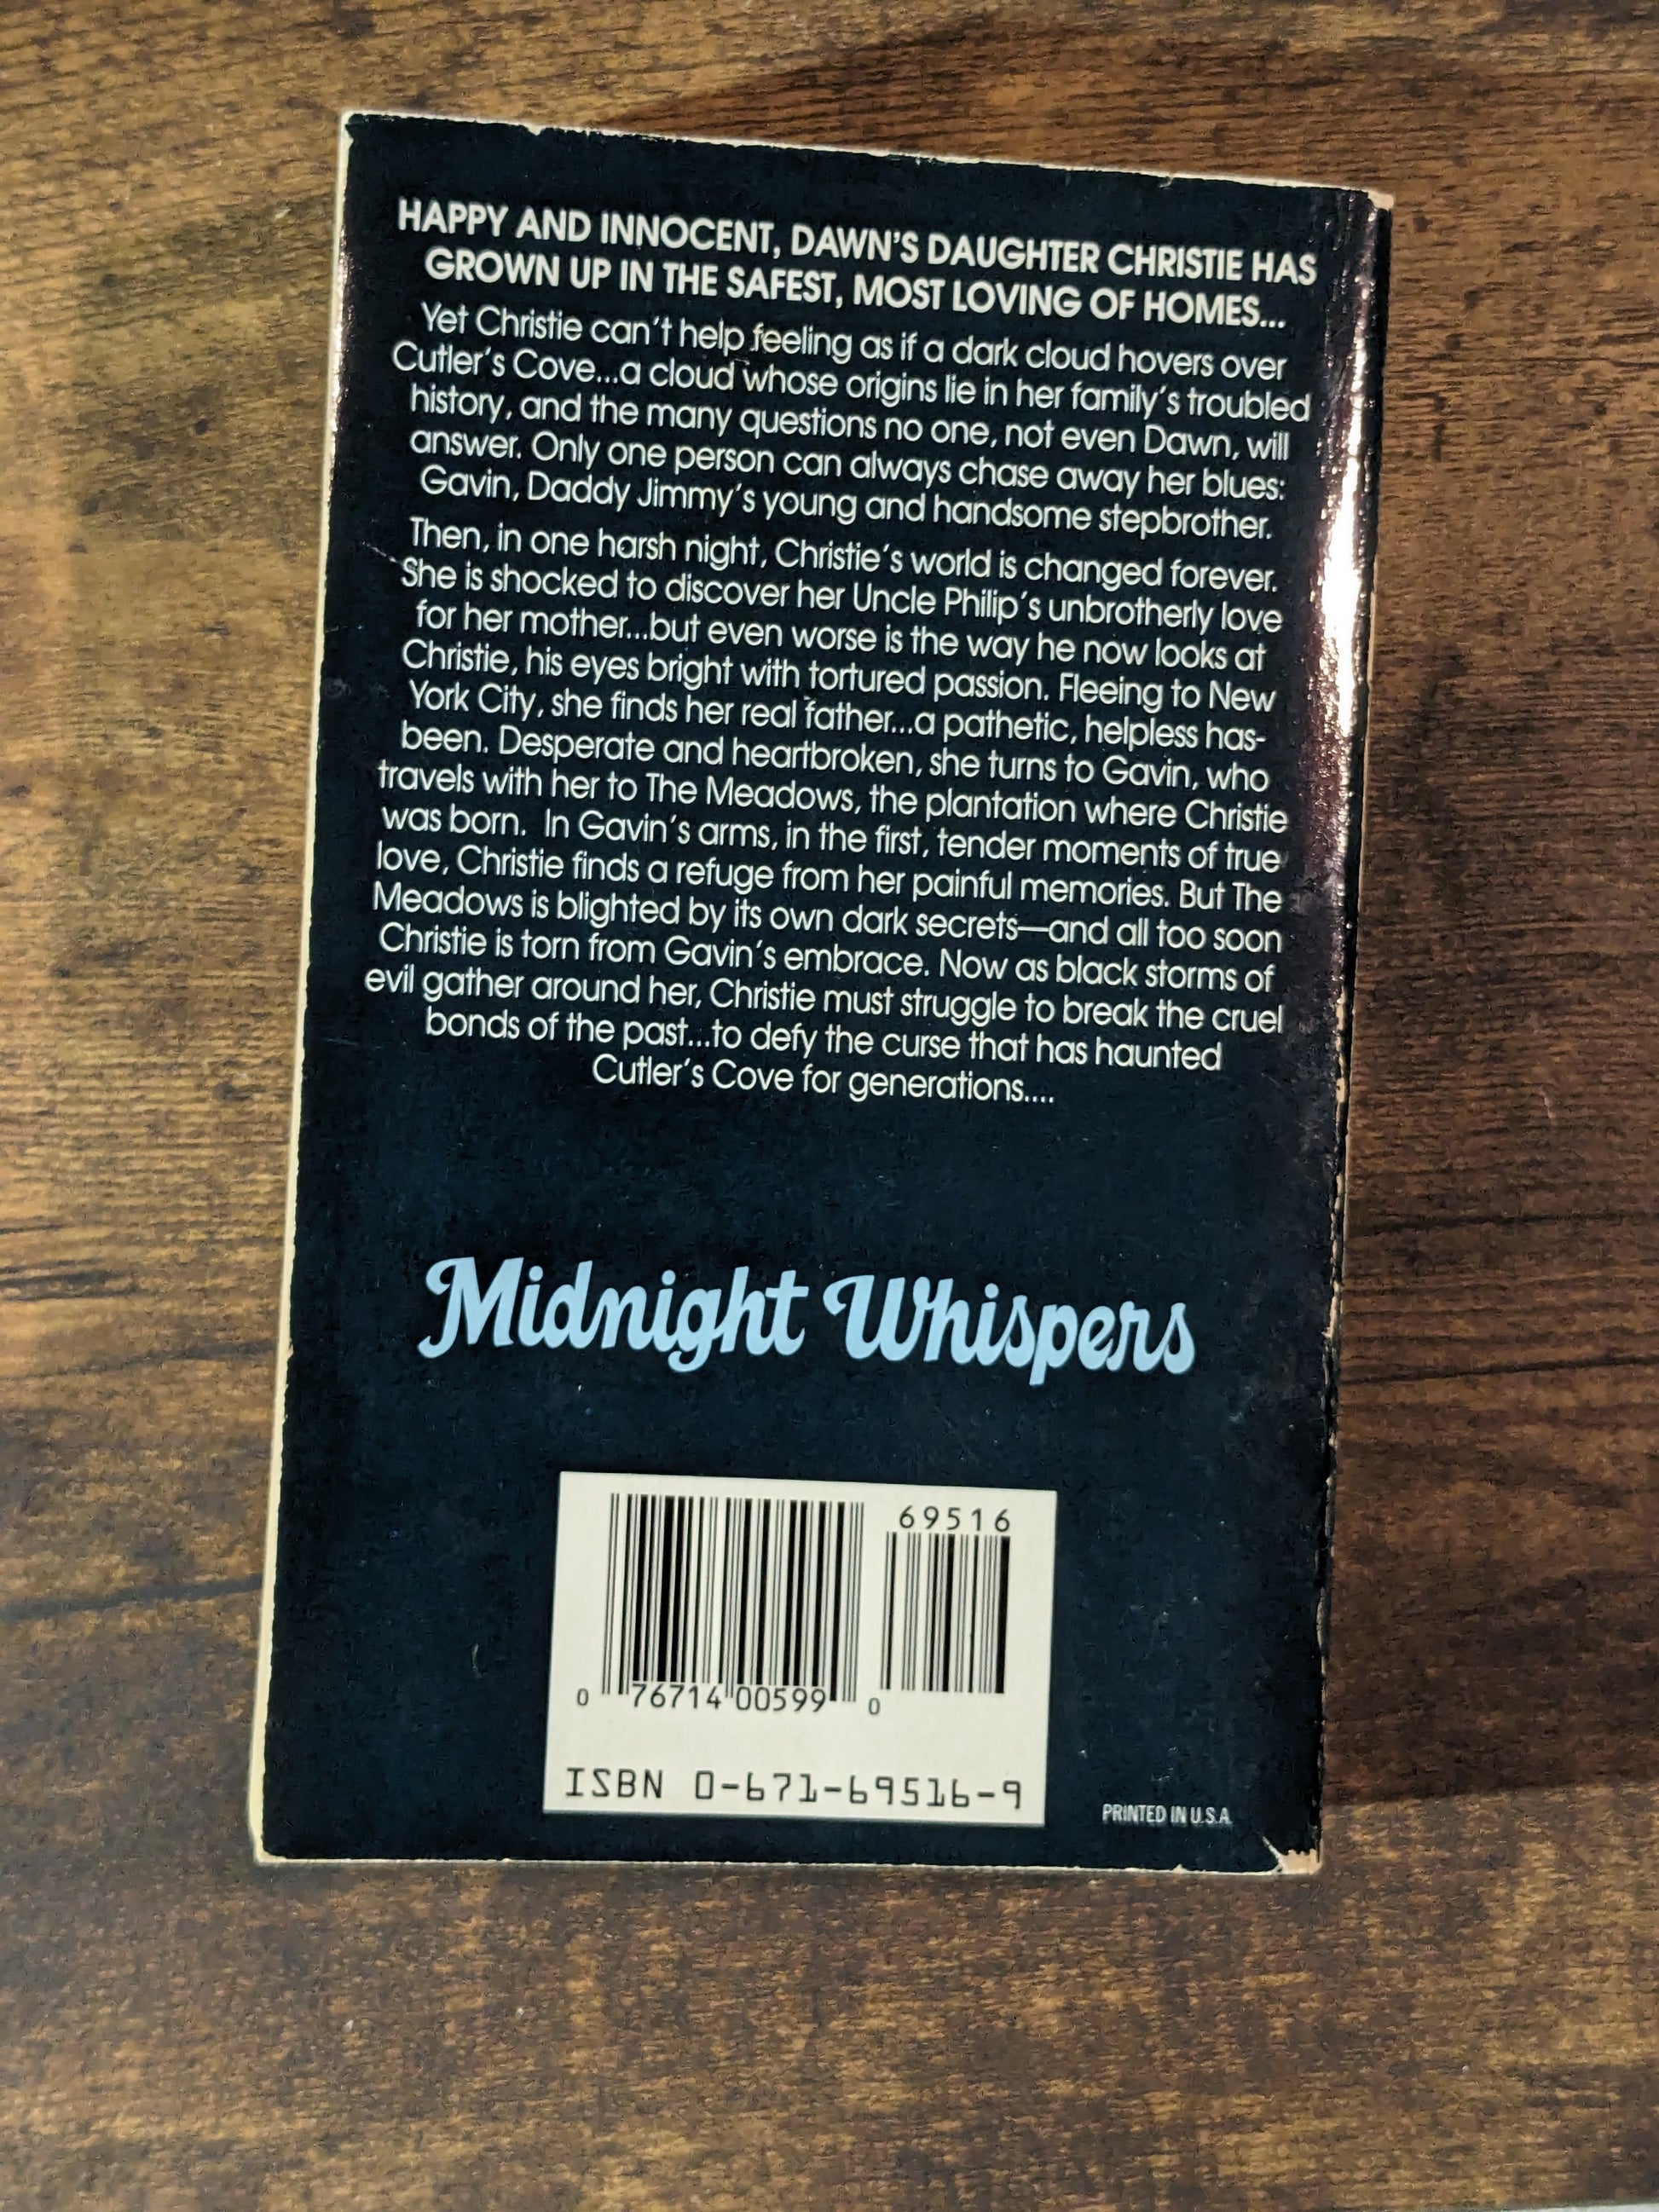 HAPPY AND INNOCENT, DAWN'S DAUGHTER CHRISTIE HAS
GROWN UP IN THE SAFEST, MOST LOVING OF HOMES...
Yet Christie can't help feeling as if a dark cloud hovers over
Cutler's Cove...a cloud whose origins lie in her family's troubled
history, and the many questions no one, not even Dawn, will
answer. Only one person can always chase away her blues:
Gavin, Daddy Jimmy's young and handsome stepbrother.
Then, in one harsh night, Christie's world is changed forever.
She is shocked to discover her Uncle Philip's unbrotherly love
for her mother...but even worse is the way he now looks at
Christie, his eyes bright with tortured passion. Fleeing to New
York City, she finds her real father...a pathetic, helpless has-
been. Desperate and heartbroken, she turns to Gavin, who
travels with her to The Meadows, the plantation where Christie
was born. In Gavin's arms, in the first, tender moments of true
love, Christie finds a refuge from her painful memories. But The
Meadows is blighted by its own dark secrets—and all too soon
Christie is torn from Gavin's embrace. Now as black storms of
evil gather around her, Christie must struggle to break the cruel
bonds of the past...to defy the curse that has haunted
Cutler's Cove for generations....
Midnight Whispers
69516
0 76714 00599 0
ISBN 0-671-69516-9
PRINTED IN U.S.A.